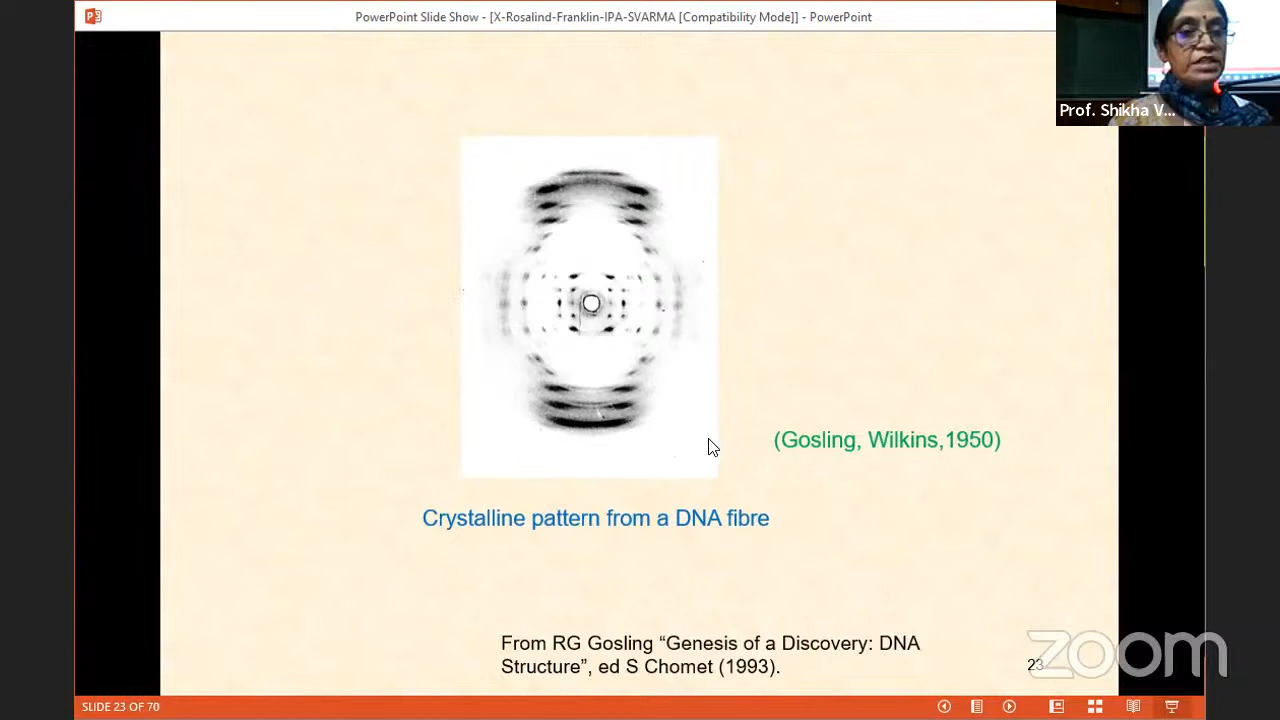 PowerPoint Slide Show - [X-Rosalind-Franklin-IPA-SVARMA [Compatibility Mode]] - PowerPoint
Prof. Shikha V...
(Gosling, Wilkins,1950)
Crystalline pattern from a DNA fibre
From RG Gosling “Genesis of a Discovery: DNA
Structure”, ed S Chomet (1993).
23
zoom
SLIDE 23 OF 70